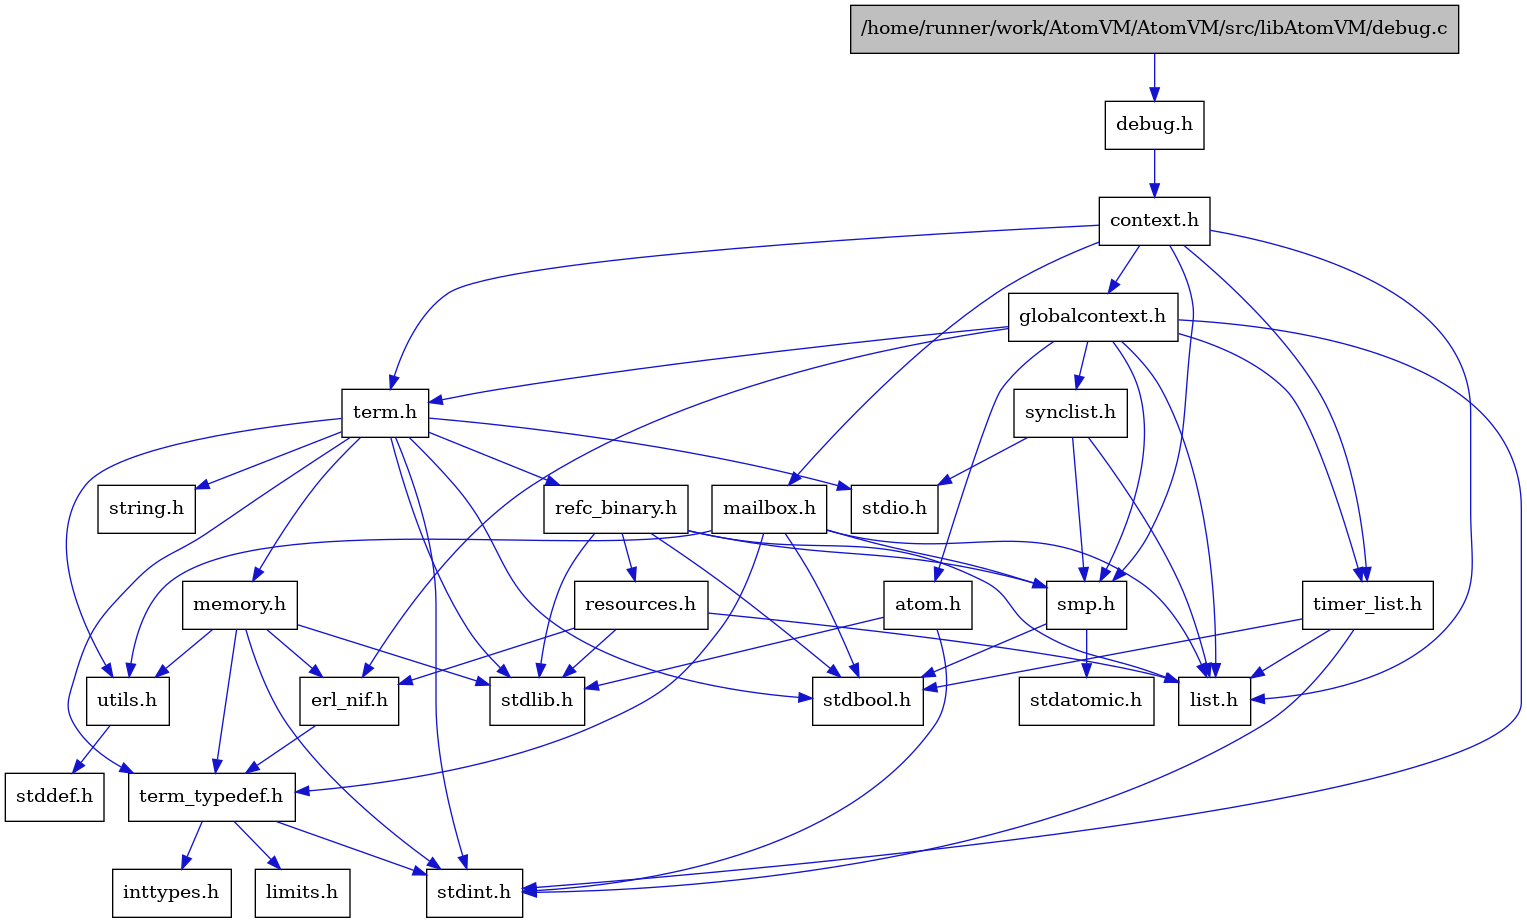 /home/runner/work/AtomVM/AtomVM/src/libAtomVM/debug.c
debug.h
context.h
globalcontext.h
term.h
synclist.h
string.h
refc_binary.h
mailbox.h
stdio.h
memory.h
resources.h
atom.h
smp.h
timer_list.h
utils.h
erl_nif.h
stdlib.h
stdbool.h
stdatomic.h
list.h
stddef.h
term_typedef.h
inttypes.h
limits.h
stdint.h